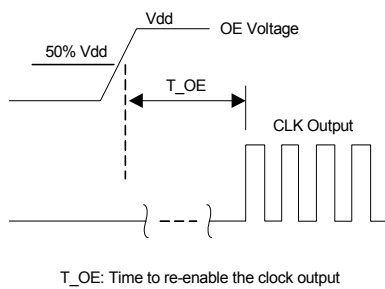 Vdd
OE Voltage
50% Vdd
T_OE
CLK Output
T_OE: Time to re-enable the clock output